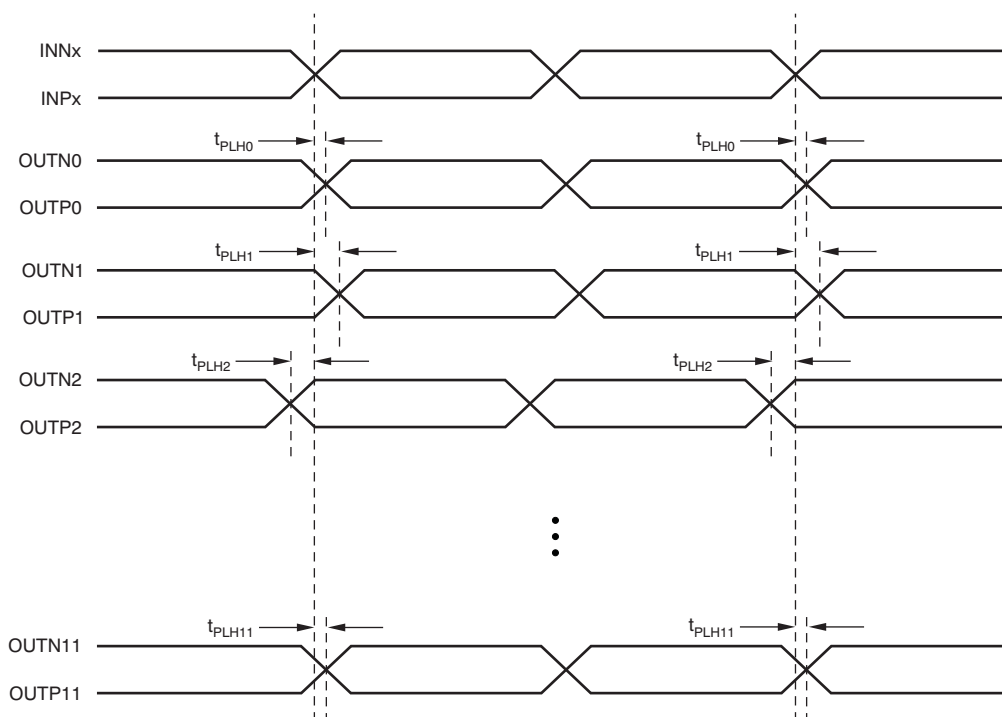 INNx
INPx
tPLH0 tPLH0
OUTN0
OUTP0
tPLH1 tPLH1
OUTN1
OUTP1
tPLH2 tPLH2
OUTN2
OUTP2
tPLH11 tPLH11
OUTN11
OUTP11